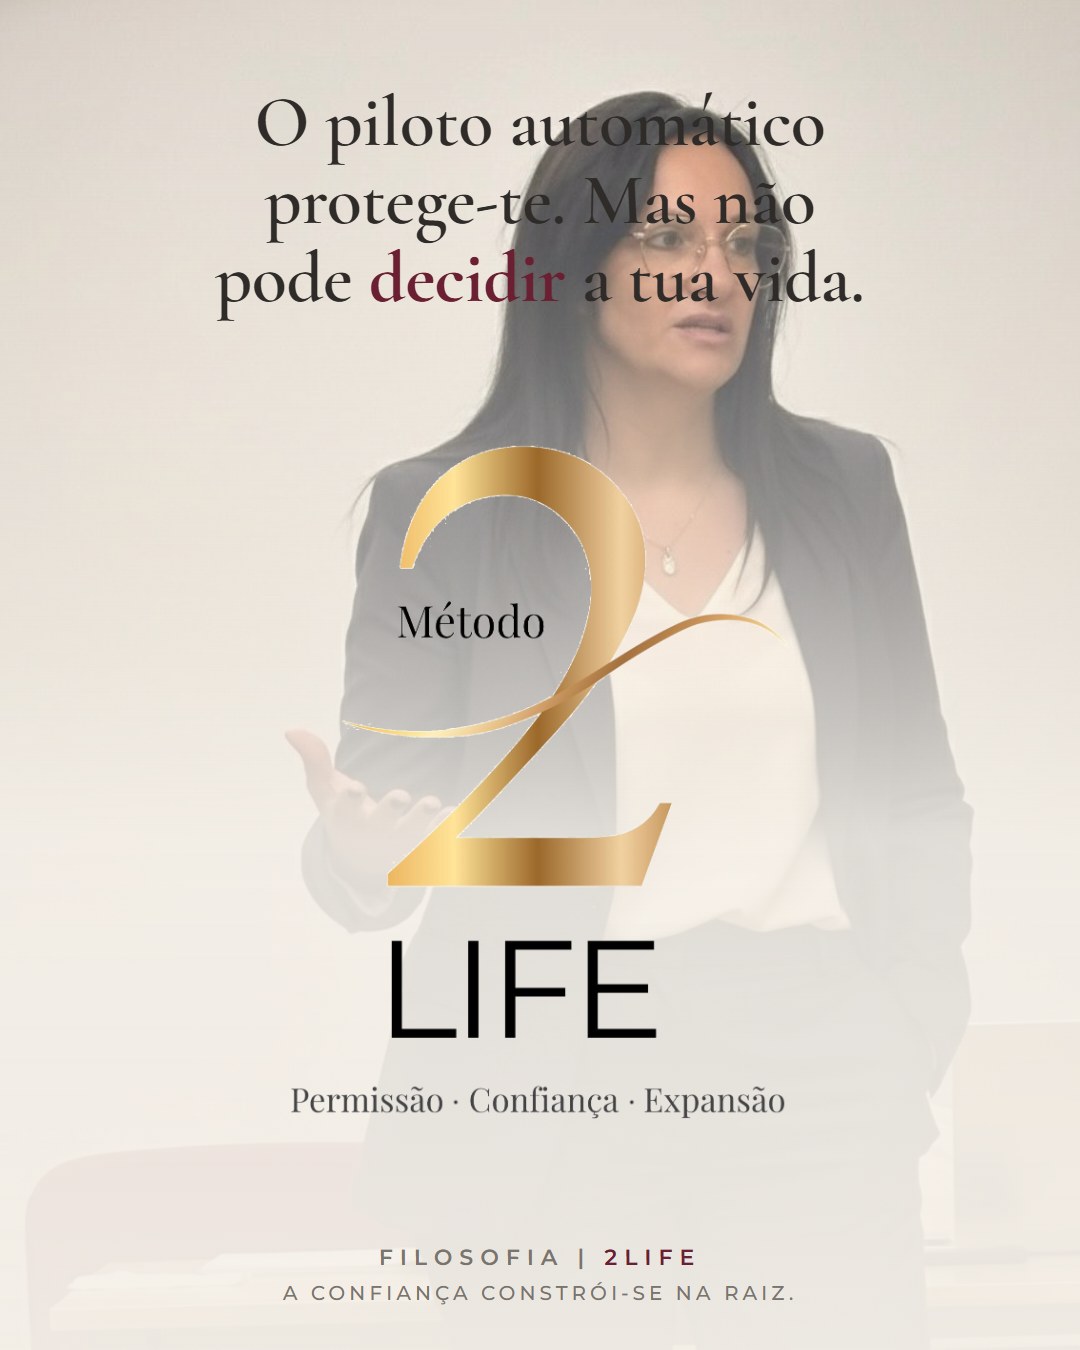 O piloto automático
protege-te. Mas não
pode decidir a tua vida.
Método
2
LIFE
Permissão · Confiança · Expansão
FILOSOFIA | 2LIFE
A CONFIANÇA CONSTRÓI-SE NA RAIZ.